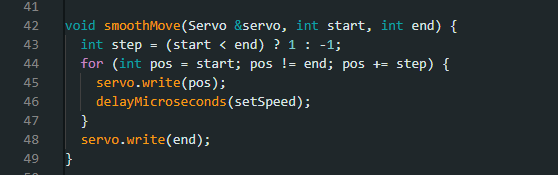 41
42 void smoothMove(Servo &servo, int start, int end) {
43   int step = (start < end) ? 1 : -1;
44   for (int pos = start; pos != end; pos += step) {
45     servo.write(pos);
46     delayMicroseconds(setSpeed);
47   }
48   servo.write(end);
49 }